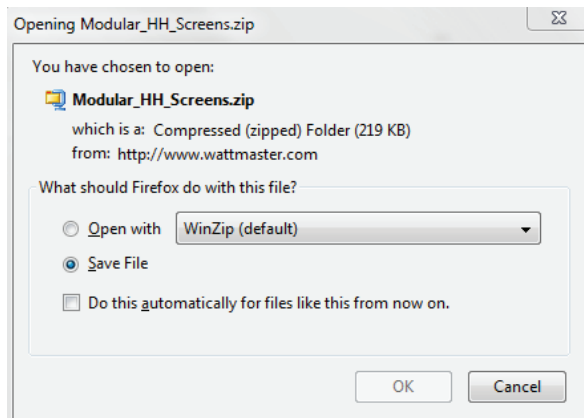 Opening Modular_HH_Screens.zip
You have chosen to open:
Modular_HH_Screens.zip
which is a: Compressed (zipped) Folder (219 KB)
from: http://www.wattmaster.com
What should Firefox do with this file?
Open with WinZip (default)
Save File
Do this automatically for files like this from now on.
OK Cancel